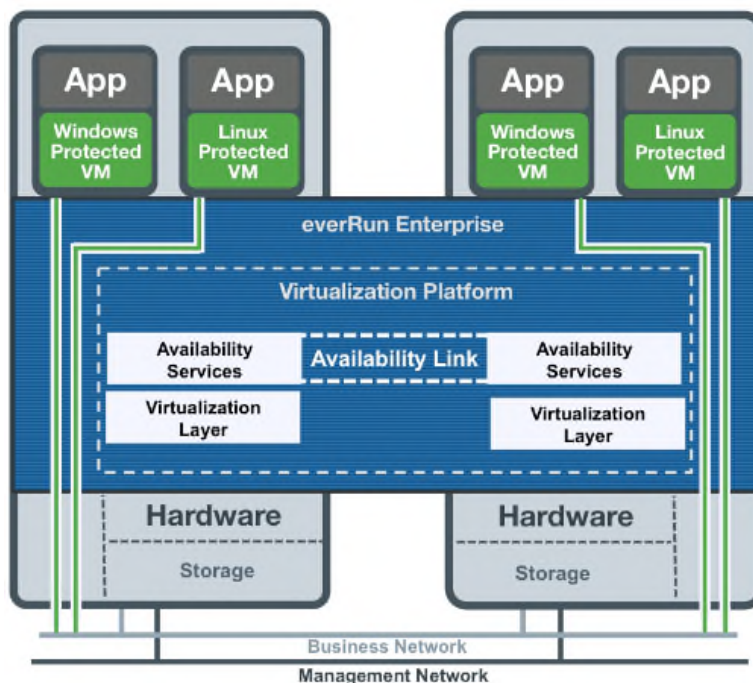 App
Windows
Protected
VM
App
Linux
Protected
VM
App
Windows
Protected
VM
App
Linux
Protected
VM
everRun Enterprise
Virtualization Platform
Availability
Services
Availability Link
Availability
Services
Virtualization
Layer
Virtualization
Layer
Hardware
Storage
Hardware
Storage
Business Network
Management Network